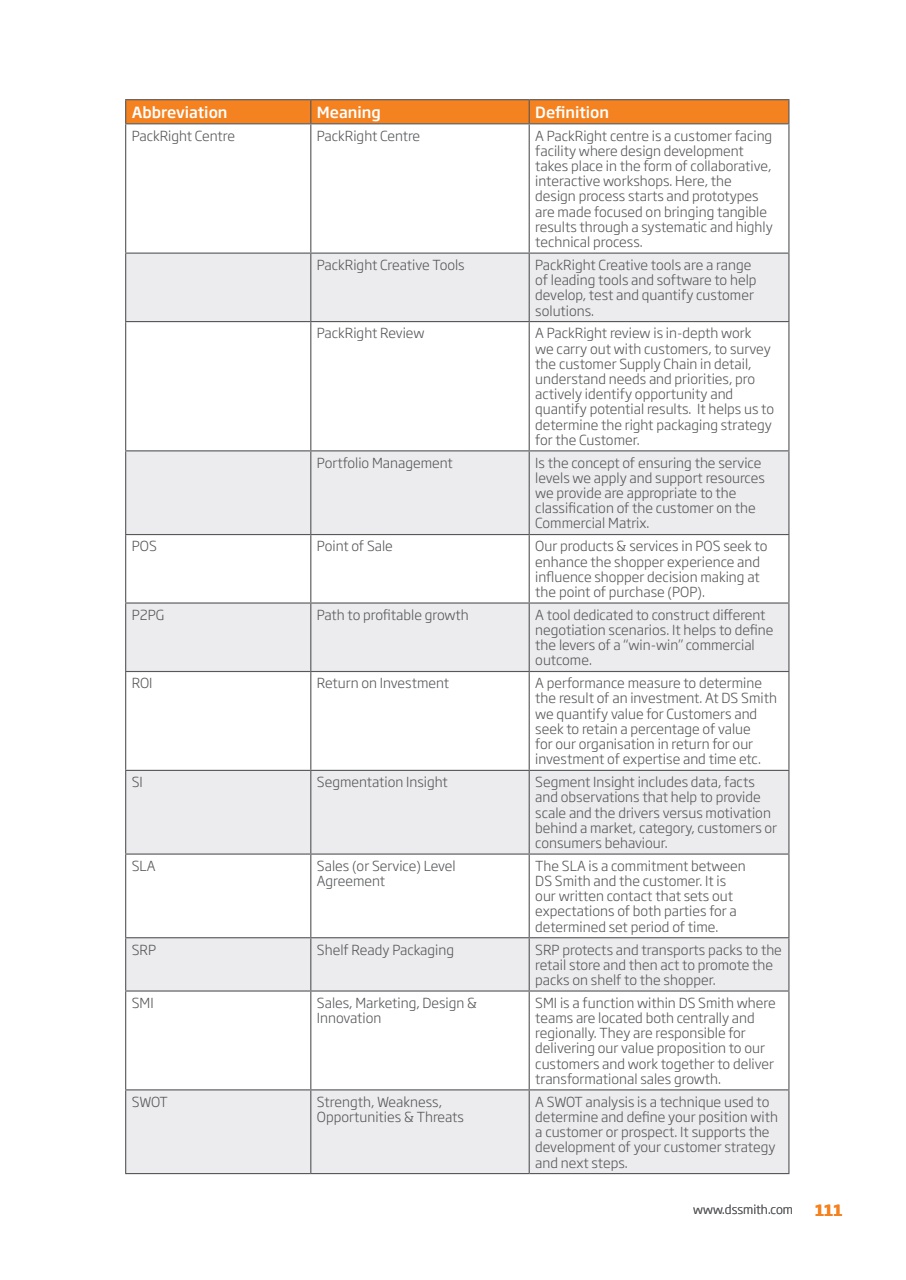 Abbreviation Meaning Definition
PackRight Centre PackRight Centre A PackRight centre is a customer facing
facility where design development
takes place in the form of collaborative,
interactive workshops. Here, the
design process starts and prototypes
are made focused on bringing tangible
results through a systematic and highly
technical process.
PackRight Creative Tools PackRight Creative tools are a range
of leading tools and software to help
develop, test and quantify customer
solutions.
PackRight Review A PackRight review is in-depth work
we carry out with customers, to survey
the customer Supply Chain in detail,
understand needs and priorities, pro
actively identify opportunity and
quantify potential results. It helps us to
determine the right packaging strategy
for the Customer.
Portfolio Management Is the concept of ensuring the service
levels we apply and support resources
we provide are appropriate to the
classification of the customer on the
Commercial Matrix.
POS Point of Sale Our products & services in POS seek to
enhance the shopper experience and
influence shopper decision making at
the point of purchase (POP).
P2PG Path to profitable growth A tool dedicated to construct different
negotiation scenarios. It helps to define
the levers of a “win-win” commercial
outcome.
ROI Return on Investment A performance measure to determine
the result of an investment. At DS Smith
we quantify value for Customers and
seek to retain a percentage of value
for our organisation in return for our
investment of expertise and time etc.
SI Segmentation Insight Segment Insight includes data, facts
and observations that help to provide
scale and the drivers versus motivation
behind a market, category, customers or
consumers behaviour.
SLA Sales (or Service) Level The SLA is a commitment between
Agreement DS Smith and the customer. It is
our written contact that sets out
expectations of both parties for a
determined set period of time.
SRP Shelf Ready Packaging SRP protects and transports packs to the
retail store and then act to promote the
packs on shelf to the shopper.
SMI Sales, Marketing, Design & SMI is a function within DS Smith where
Innovation teams are located both centrally and
regionally. They are responsible for
delivering our value proposition to our
customers and work together to deliver
transformational sales growth.
SWOT Strength, Weakness, A SWOT analysis is a technique used to
Opportunities & Threats determine and define your position with
a customer or prospect. It supports the
development of your customer strategy
and next steps.
www.dssmith.com 111